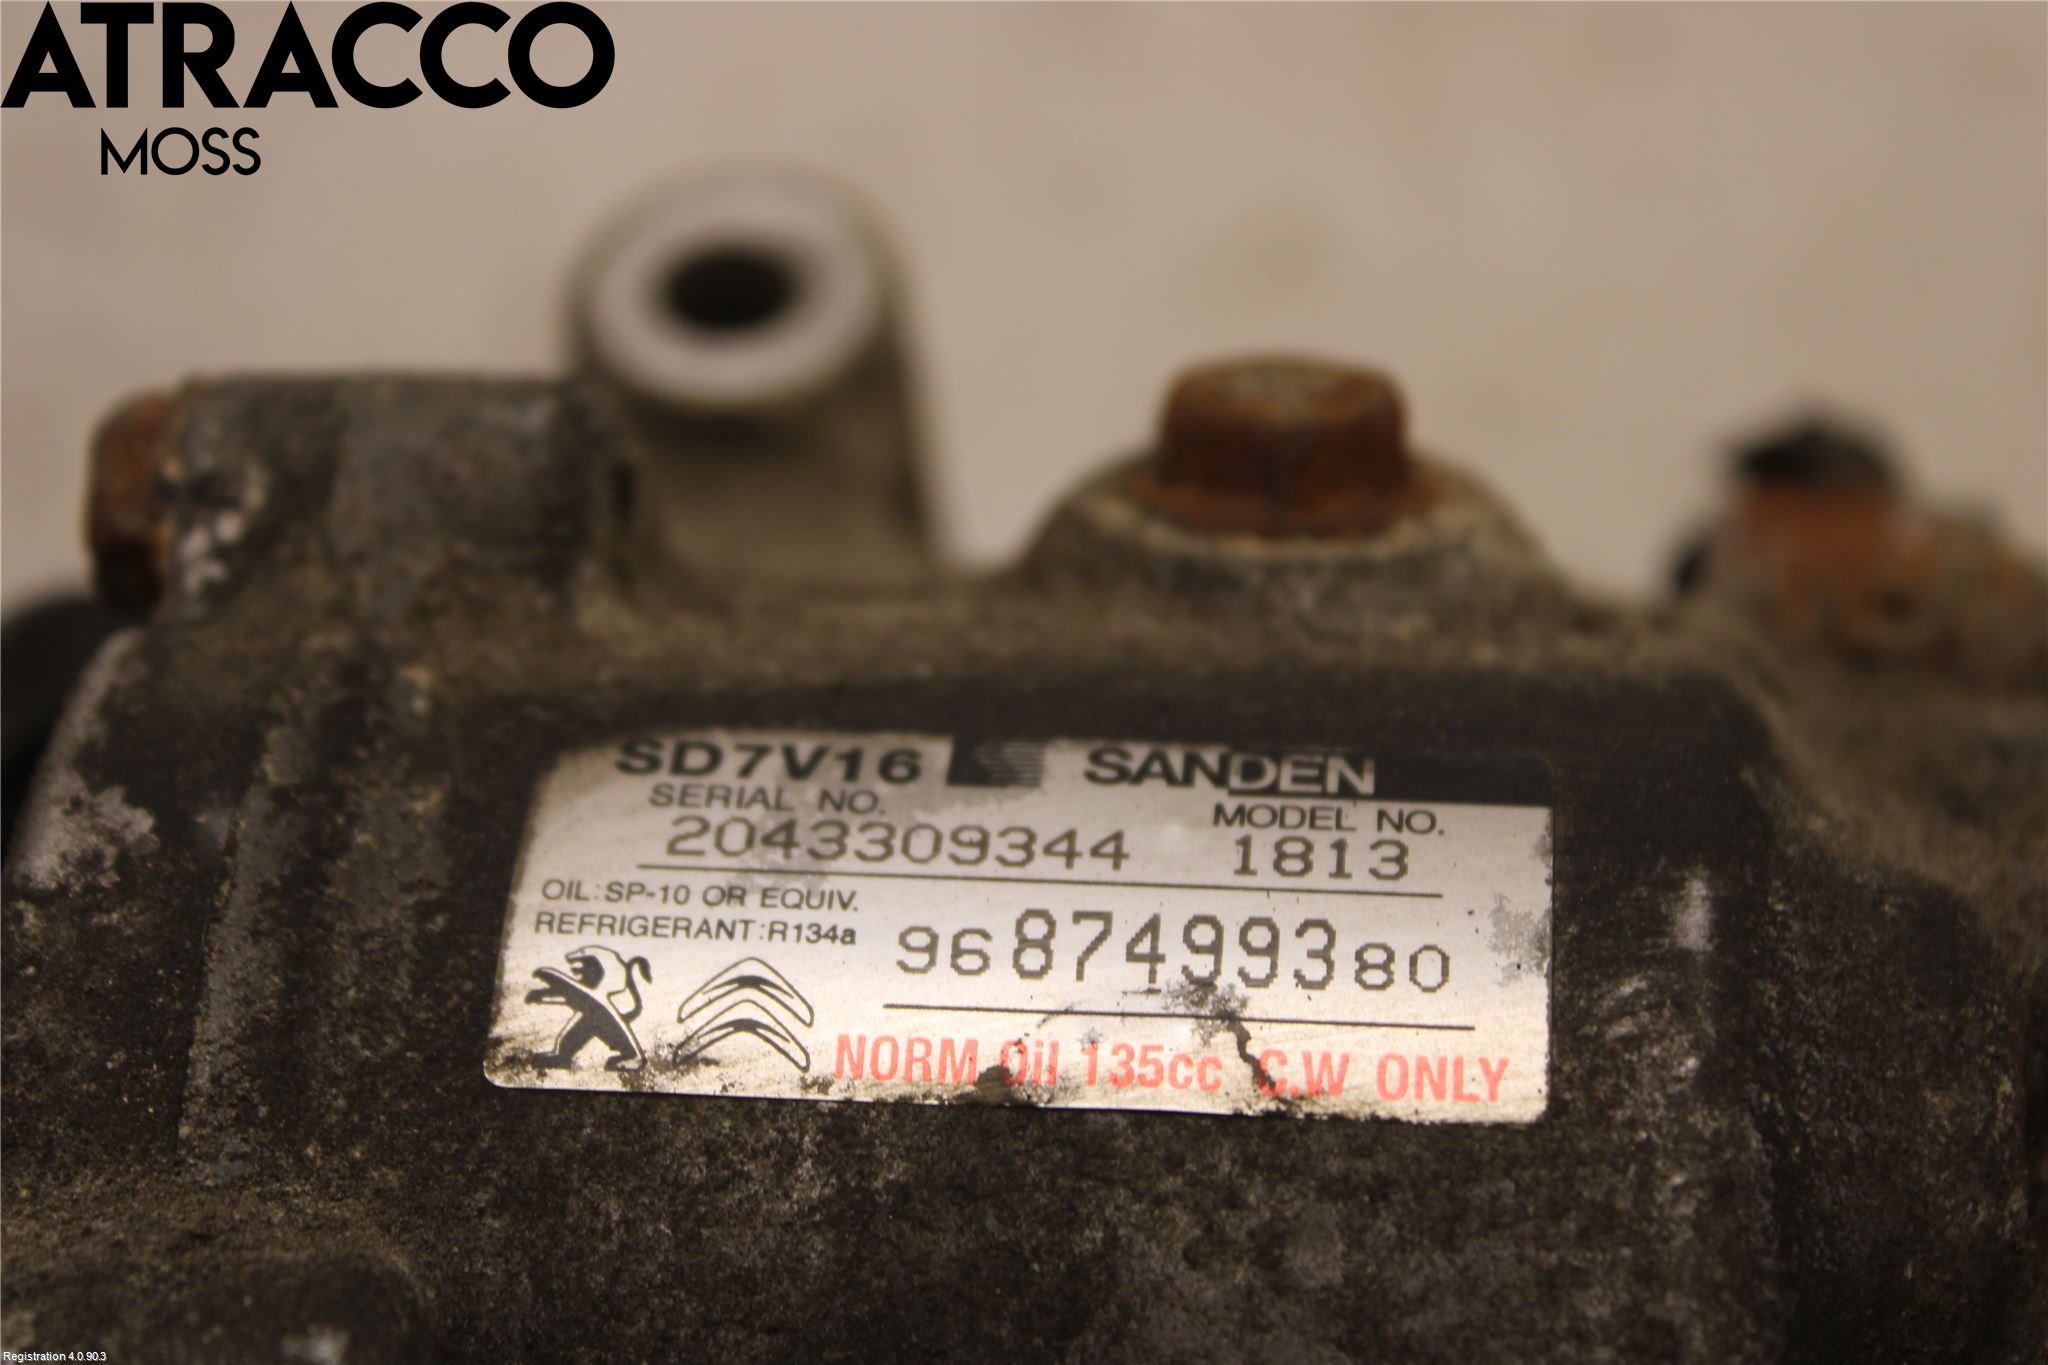 ATRACCO
MOSS
SD7V16 SANDEN
SERIAL NO. MODEL NO.
2043309344 1813
OIL:SP-10 OR EQUIV.
REFRIGERANT:R134a
9687499380
NORM Oil 135cc C.W ONLY
Registration 4.0.90.3